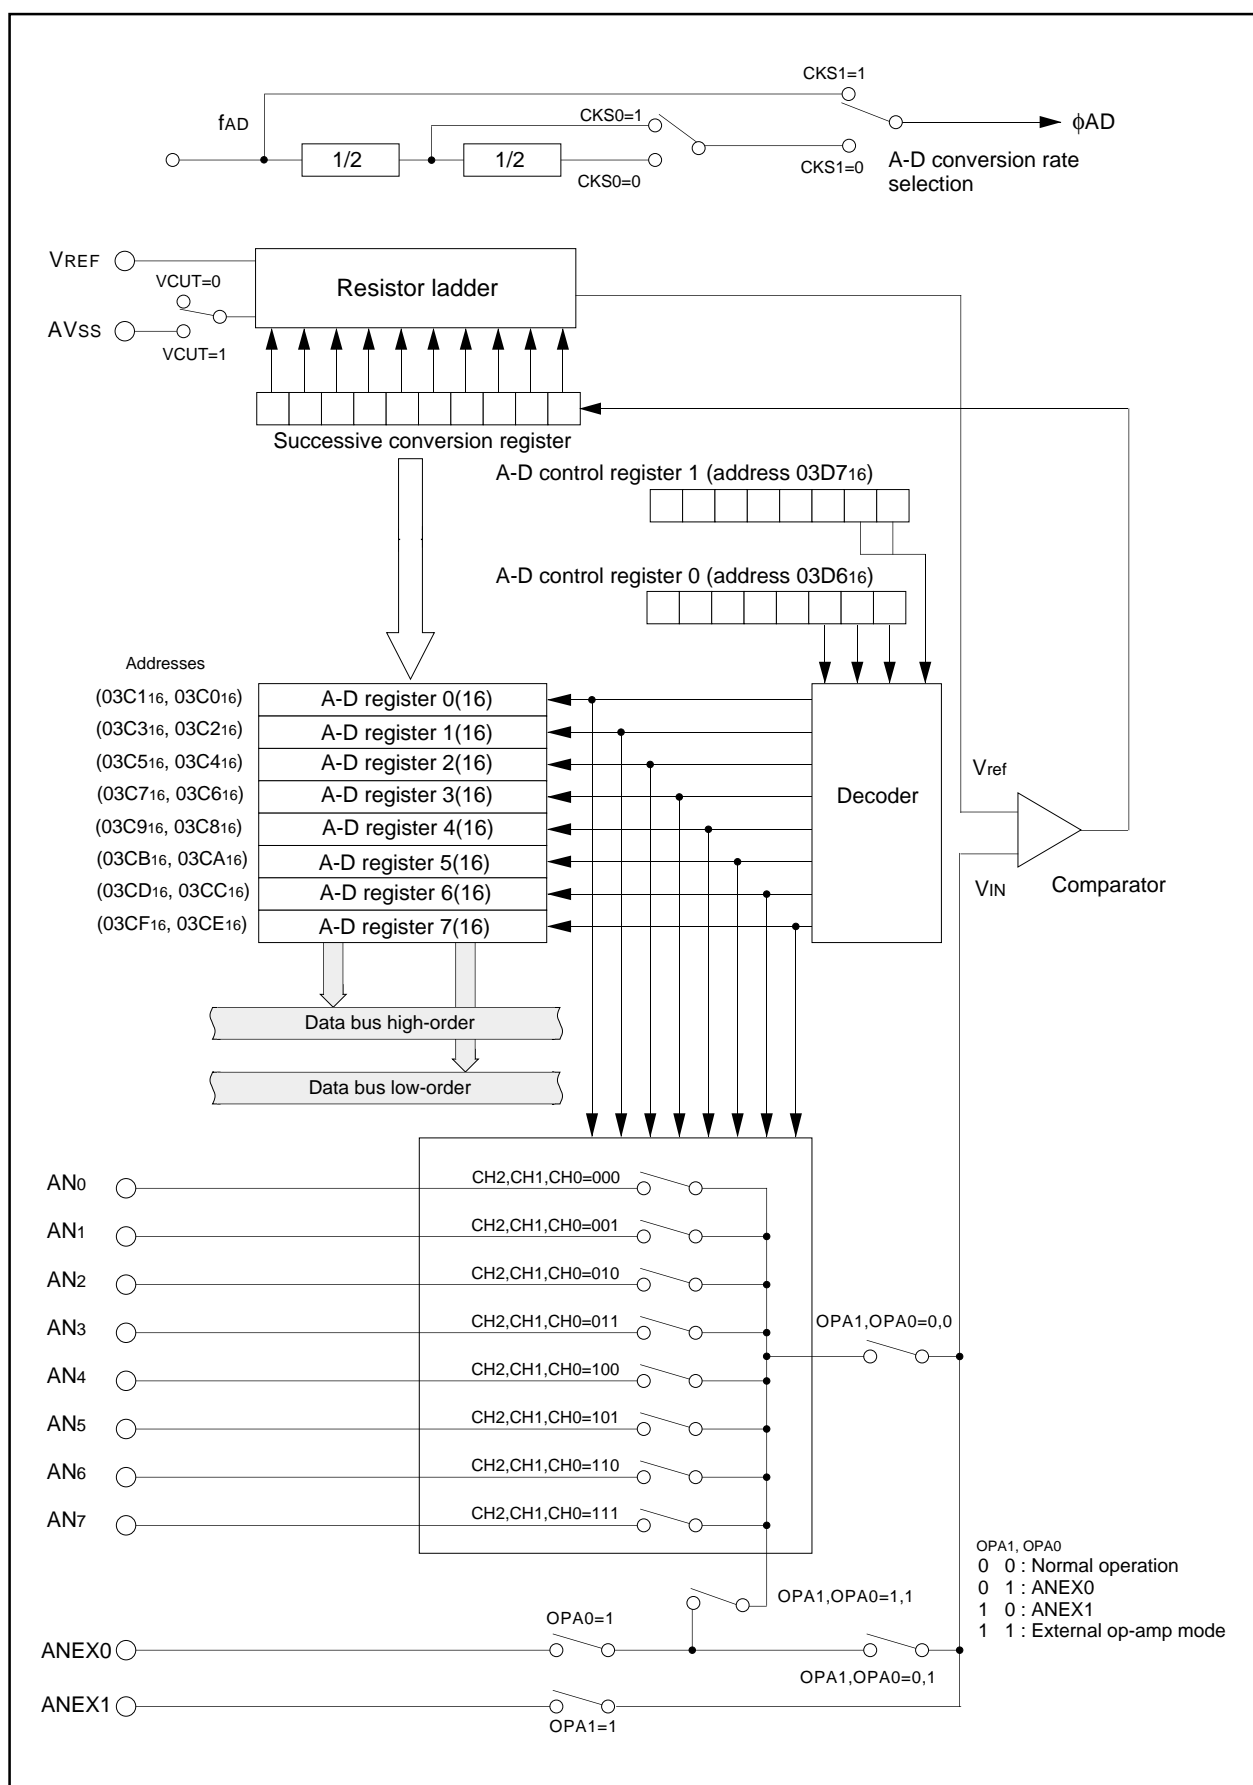 CKS1=1
CKS0=1
fAD
φAD
1/2
1/2
CKS0=0
CKS1=0
A-D conversion rate
selection
VREF
VCUT=0
Resistor ladder
AVSS
VCUT=1
Successive conversion register
A-D control register 1 (address 03D716)
A-D control register 0 (address 03D616)
Addresses
(03C116, 03C016)
A-D register 0(16)
(03C316, 03C216)
A-D register 1(16)
(03C516, 03C416)
A-D register 2(16)
(03C716, 03C616)
A-D register 3(16)
(03C916, 03C816)
A-D register 4(16)
(03CB16, 03CA16)
A-D register 5(16)
(03CD16, 03CC16)
A-D register 6(16)
(03CF16, 03CE16)
A-D register 7(16)
Decoder
Vref
VIN
Comparator
Data bus high-order
Data bus low-order
AN0
CH2,CH1,CH0=000
AN1
CH2,CH1,CH0=001
AN2
CH2,CH1,CH0=010
AN3
CH2,CH1,CH0=011
OPA1,OPA0=0,0
AN4
CH2,CH1,CH0=100
AN5
CH2,CH1,CH0=101
AN6
CH2,CH1,CH0=110
AN7
CH2,CH1,CH0=111
OPA1, OPA0
0 0 : Normal operation
0 1 : ANEX0
1 0 : ANEX1
1 1 : External op-amp mode
OPA1,OPA0=1,1
OPA0=1
ANEX0
OPA1,OPA0=0,1
ANEX1
OPA1=1